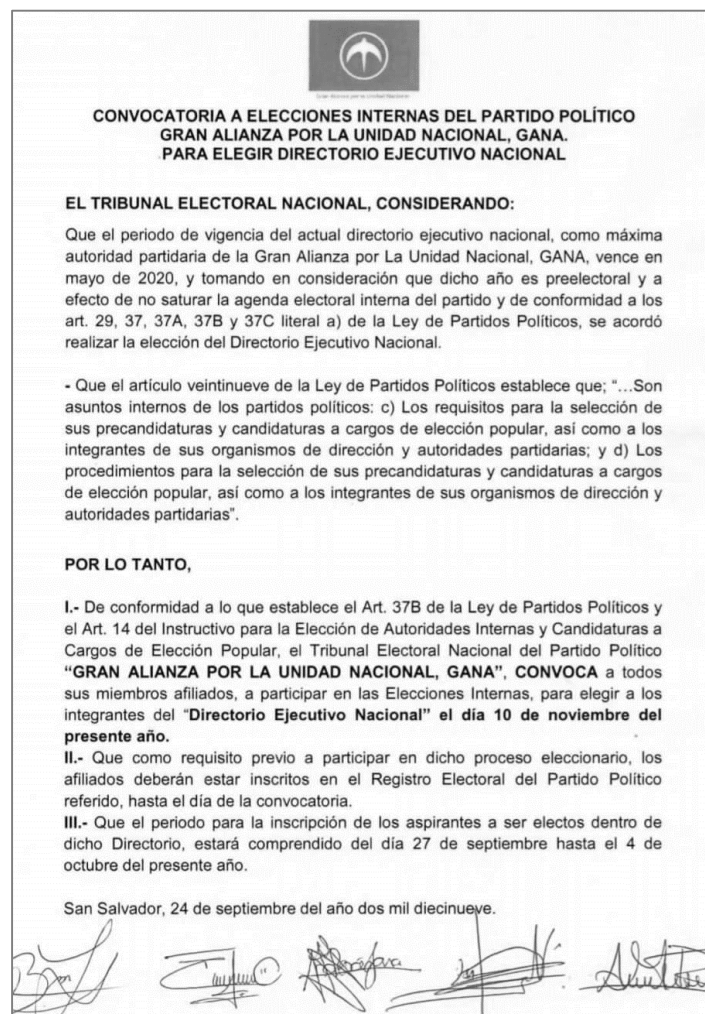 CONVOCATORIA A ELECCIONES INTERNAS DEL PARTIDO POLÍTICO
GRAN ALIANZA POR LA UNIDAD NACIONAL, GANA.
PARA ELEGIR DIRECTORIO EJECUTIVO NACIONAL
EL TRIBUNAL ELECTORAL NACIONAL, CONSIDERANDO:
Que el periodo de vigencia del actual directorio ejecutivo nacional, como máxima
autoridad partidaria de la Gran Alianza por La Unidad Nacional, GANA, vence en
mayo de 2020, y tomando en consideración que dicho año es preelectoral y a
efecto de no saturar la agenda electoral interna del partido y de conformidad a los
art. 29, 37, 37A, 37B y 37C literal a) de la Ley de Partidos Políticos, se acordó
realizar la elección del Directorio Ejecutivo Nacional.
- Que el artículo veintinueve de la Ley de Partidos Políticos establece que; “…Son
asuntos internos de los partidos políticos: c) Los requisitos para la selección de
sus precandidaturas y candidaturas a cargos de elección popular, así como a los
integrantes de sus organismos de dirección y autoridades partidarias; y d) Los
procedimientos para la selección de sus precandidaturas y candidaturas a cargos
de elección popular, así como a los integrantes de sus organismos de dirección y
autoridades partidarias”.
POR LO TANTO,
I.- De conformidad a lo que establece el Art. 37B de la Ley de Partidos Políticos y
el Art. 14 del Instructivo para la Elección de Autoridades Internas y Candidaturas a
Cargos de Elección Popular, el Tribunal Electoral Nacional del Partido Político
“GRAN ALIANZA POR LA UNIDAD NACIONAL, GANA”, CONVOCA a todos
sus miembros afiliados, a participar en las Elecciones Internas, para elegir a los
integrantes del “Directorio Ejecutivo Nacional” el día 10 de noviembre del
presente año.
II.- Que como requisito previo a participar en dicho proceso eleccionario, los
afiliados deberán estar inscritos en el Registro Electoral del Partido Político
referido, hasta el día de la convocatoria.
III.- Que el periodo para la inscripción de los aspirantes a ser electos dentro de
dicho Directorio, estará comprendido del día 27 de septiembre hasta el 4 de
octubre del presente año.
San Salvador, 24 de septiembre del año dos mil diecinueve.